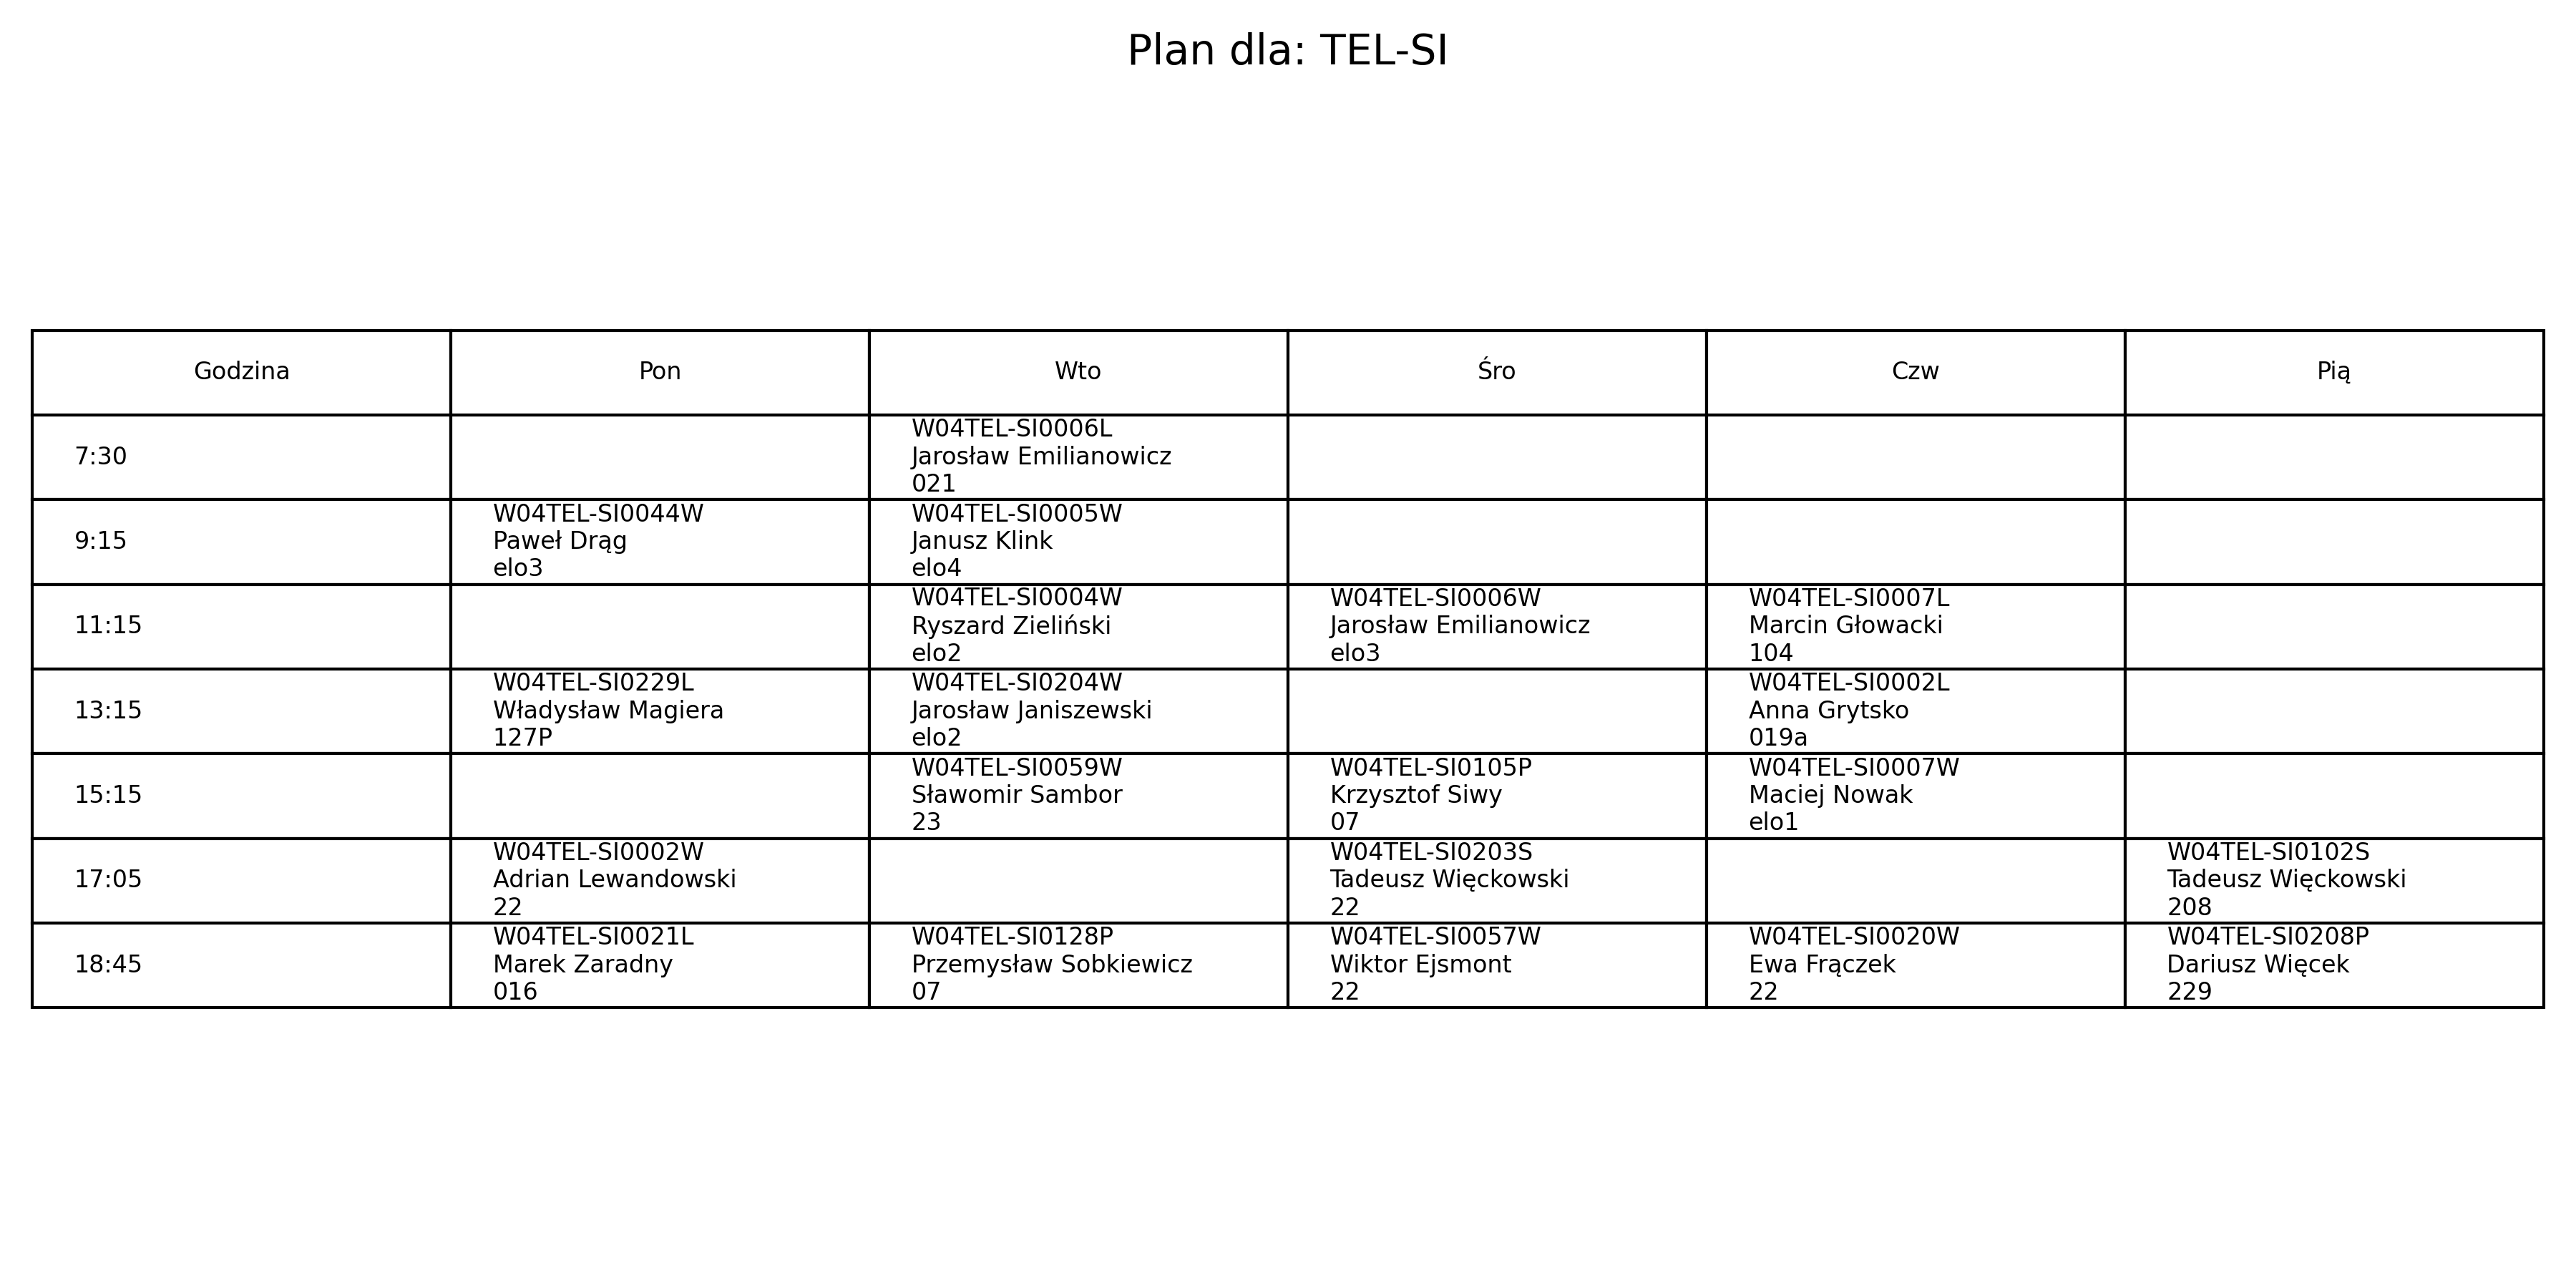 Plan dla: TEL-SI
Godzina
Pon
Wto
Śro
Czw
Pią
7:30
W04TEL-SI0006L
Jarosław Emilianowicz
021
9:15
W04TEL-SI0044W
Paweł Drąg
elo3
W04TEL-SI0005W
Janusz Klink
elo4
11:15
W04TEL-SI0004W
Ryszard Zieliński
elo2
W04TEL-SI0006W
Jarosław Emilianowicz
elo3
W04TEL-SI0007L
Marcin Głowacki
104
13:15
W04TEL-SI0229L
Władysław Magiera
127P
W04TEL-SI0204W
Jarosław Janiszewski
elo2
W04TEL-SI0002L
Anna Grytsko
019a
15:15
W04TEL-SI0059W
Sławomir Sambor
23
W04TEL-SI0105P
Krzysztof Siwy
07
W04TEL-SI0007W
Maciej Nowak
elo1
17:05
W04TEL-SI0002W
Adrian Lewandowski
22
W04TEL-SI0203S
Tadeusz Więckowski
22
W04TEL-SI0102S
Tadeusz Więckowski
208
18:45
W04TEL-SI0021L
Marek Zaradny
016
W04TEL-SI0128P
Przemysław Sobkiewicz
07
W04TEL-SI0057W
Wiktor Ejsmont
22
W04TEL-SI0020W
Ewa Frączek
22
W04TEL-SI0208P
Dariusz Więcek
229